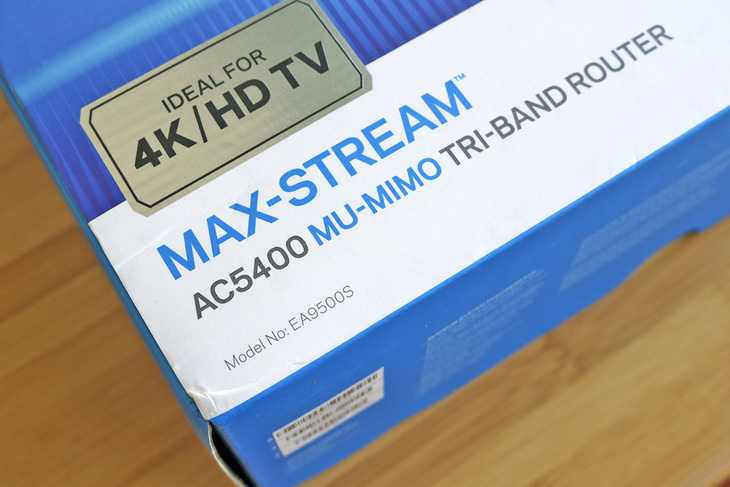 IDEAL FOR
4K/HD TV
MAX-STREAM™
AC5400 MU-MIMO TRI-BAND ROUTER
Model No: EA9500S